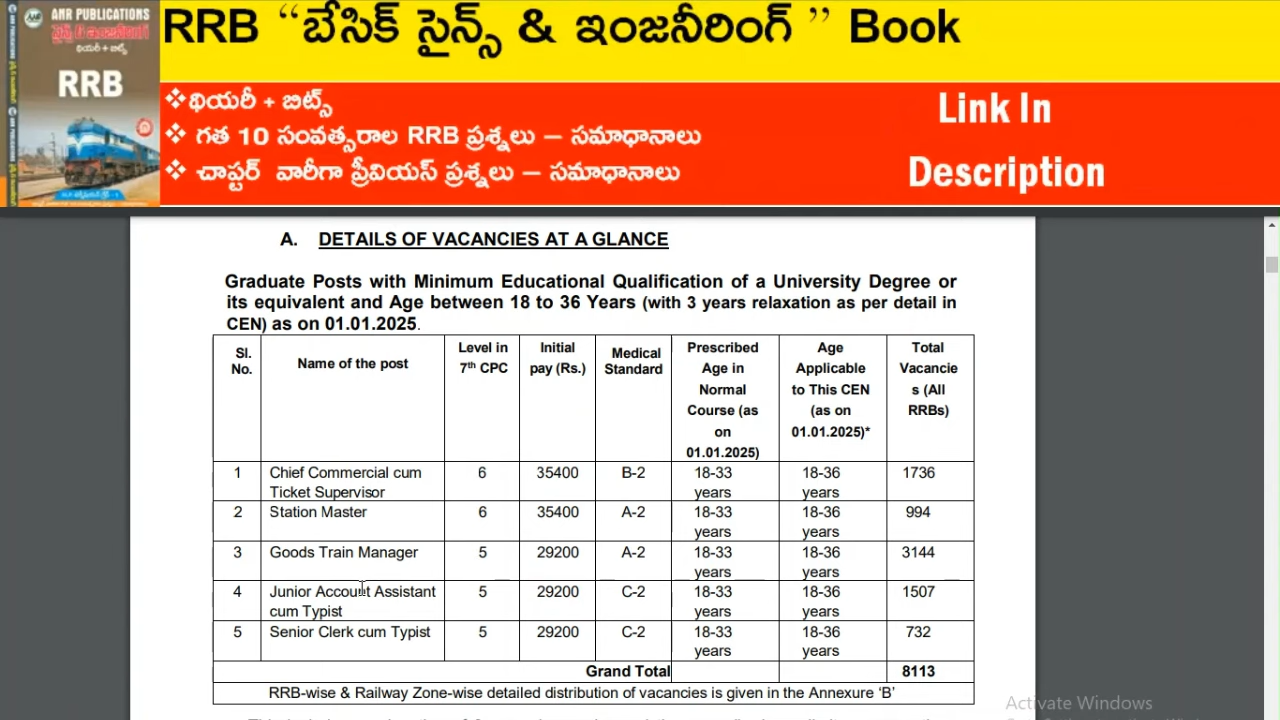 ANR PUBLICATIONS
సైన్స్ & ఇంజనీరింగ్
థియరీ + బిట్స్
RRB
RRB “బేసిక్ సైన్స్ & ఇంజనీరింగ్ ” Book
❖థియరీ + బిట్స్
❖ గత 10 సంవత్సరాల RRB ప్రశ్నలు – సమాధానాలు
❖ చాప్టర్ వారీగా ప్రీవియస్ ప్రశ్నలు – సమాధానాలు
Link In
Description
A. DETAILS OF VACANCIES AT A GLANCE
Graduate Posts with Minimum Educational Qualification of a University Degree or
its equivalent and Age between 18 to 36 Years (with 3 years relaxation as per detail in
CEN) as on 01.01.2025.
Sl. No. Name of the post Level in 7th CPC Initial pay (Rs.) Medical Standard Prescribed Age in Normal Course (as on 01.01.2025) Age Applicable to This CEN (as on 01.01.2025)* Total Vacancie s (All RRBs)
1 Chief Commercial cum Ticket Supervisor 6 35400 B-2 18-33 years 18-36 years 1736
2 Station Master 6 35400 A-2 18-33 years 18-36 years 994
3 Goods Train Manager 5 29200 A-2 18-33 years 18-36 years 3144
4 Junior Account Assistant cum Typist 5 29200 C-2 18-33 years 18-36 years 1507
5 Senior Clerk cum Typist 5 29200 C-2 18-33 years 18-36 years 732
Grand Total 8113
RRB-wise & Railway Zone-wise detailed distribution of vacancies is given in the Annexure ‘B’
Activate Windows